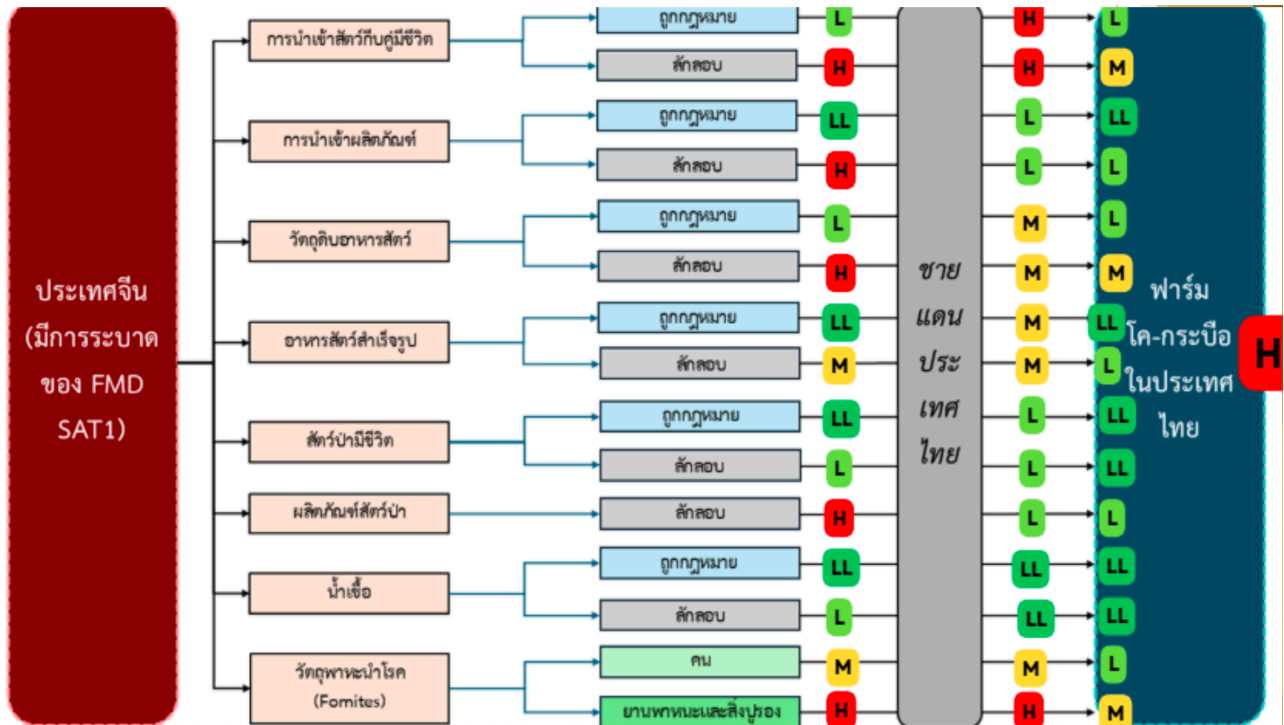 ประเทศจีน
(มีการระบาด
ของ FMD
SAT1)
การนำเข้าสัตว์กีบคู่มีชีวิต
ถูกกฎหมาย L H L
ลักลอบ H H M
การนำเข้าผลิตภัณฑ์
ถูกกฎหมาย LL L LL
ลักลอบ H L L
วัตถุดิบอาหารสัตว์
ถูกกฎหมาย L M L
ลักลอบ H M M
อาหารสัตว์สำเร็จรูป
ถูกกฎหมาย LL M LL
ลักลอบ M M L
สัตว์ป่ามีชีวิต
ถูกกฎหมาย LL L LL
ลักลอบ L L LL
ผลิตภัณฑ์สัตว์ป่า
ลักลอบ H L L
น้ำเชื้อ
ถูกกฎหมาย LL LL LL
ลักลอบ L LL LL
วัตถุพาหะนำโรค
(Fomites)
คน M M L
ยานพาหนะและสิ่งปูรอง H H M
ชาย
แดน
ประ
เทศ
ไทย
ฟาร์ม
โค-กระบือ
ในประเทศ
ไทย
H